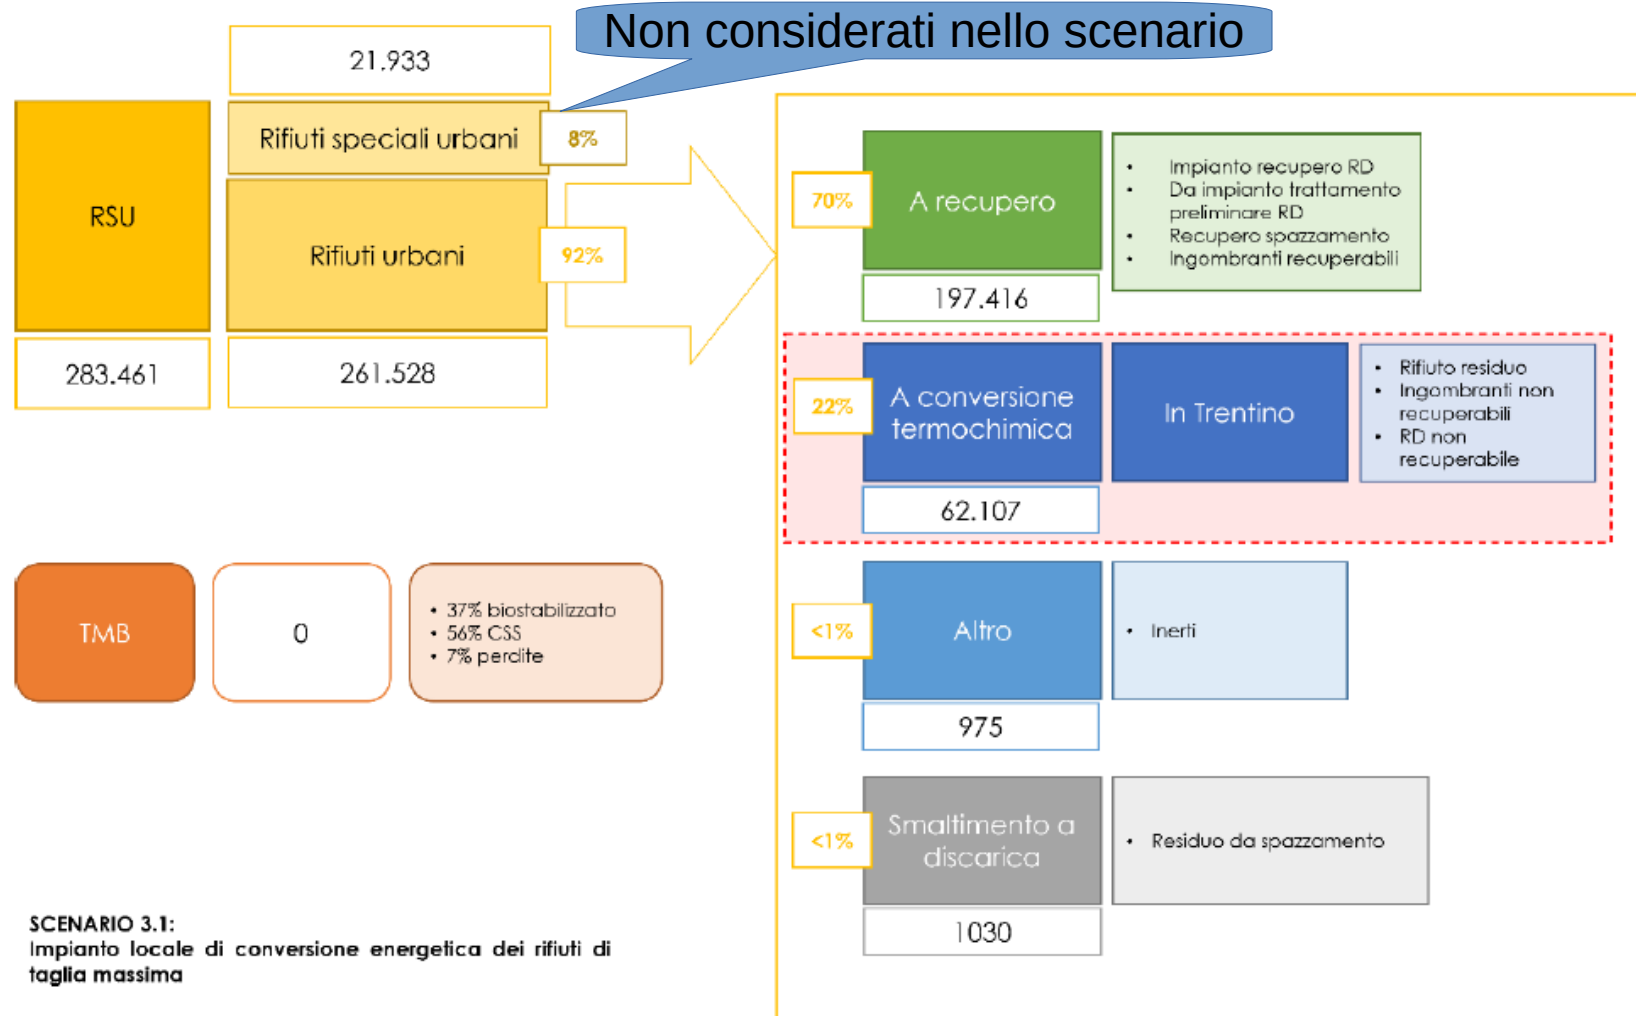 Non considerati nello scenario
21.933
RSU
Rifiuti speciali urbani
8%
Rifiuti urbani
92%
283.461
261.528
70%
A recupero
• Impianto recupero RD
• Da impianto trattamento
preliminare RD
• Recupero spazzamento
• Ingombranti recuperabili
197.416
22%
A conversione
termochimica
In Trentino
• Rifiuto residuo
• Ingombranti non
recuperabili
• RD non
recuperabile
62.107
TMB
0
• 37% biostabilizzato
• 56% CSS
• 7% perdite
<1%
Altro
• Inerti
975
<1%
Smaltimento a
discarica
• Residuo da spazzamento
1030
SCENARIO 3.1:
Impianto locale di conversione energetica dei rifiuti di
taglia massima